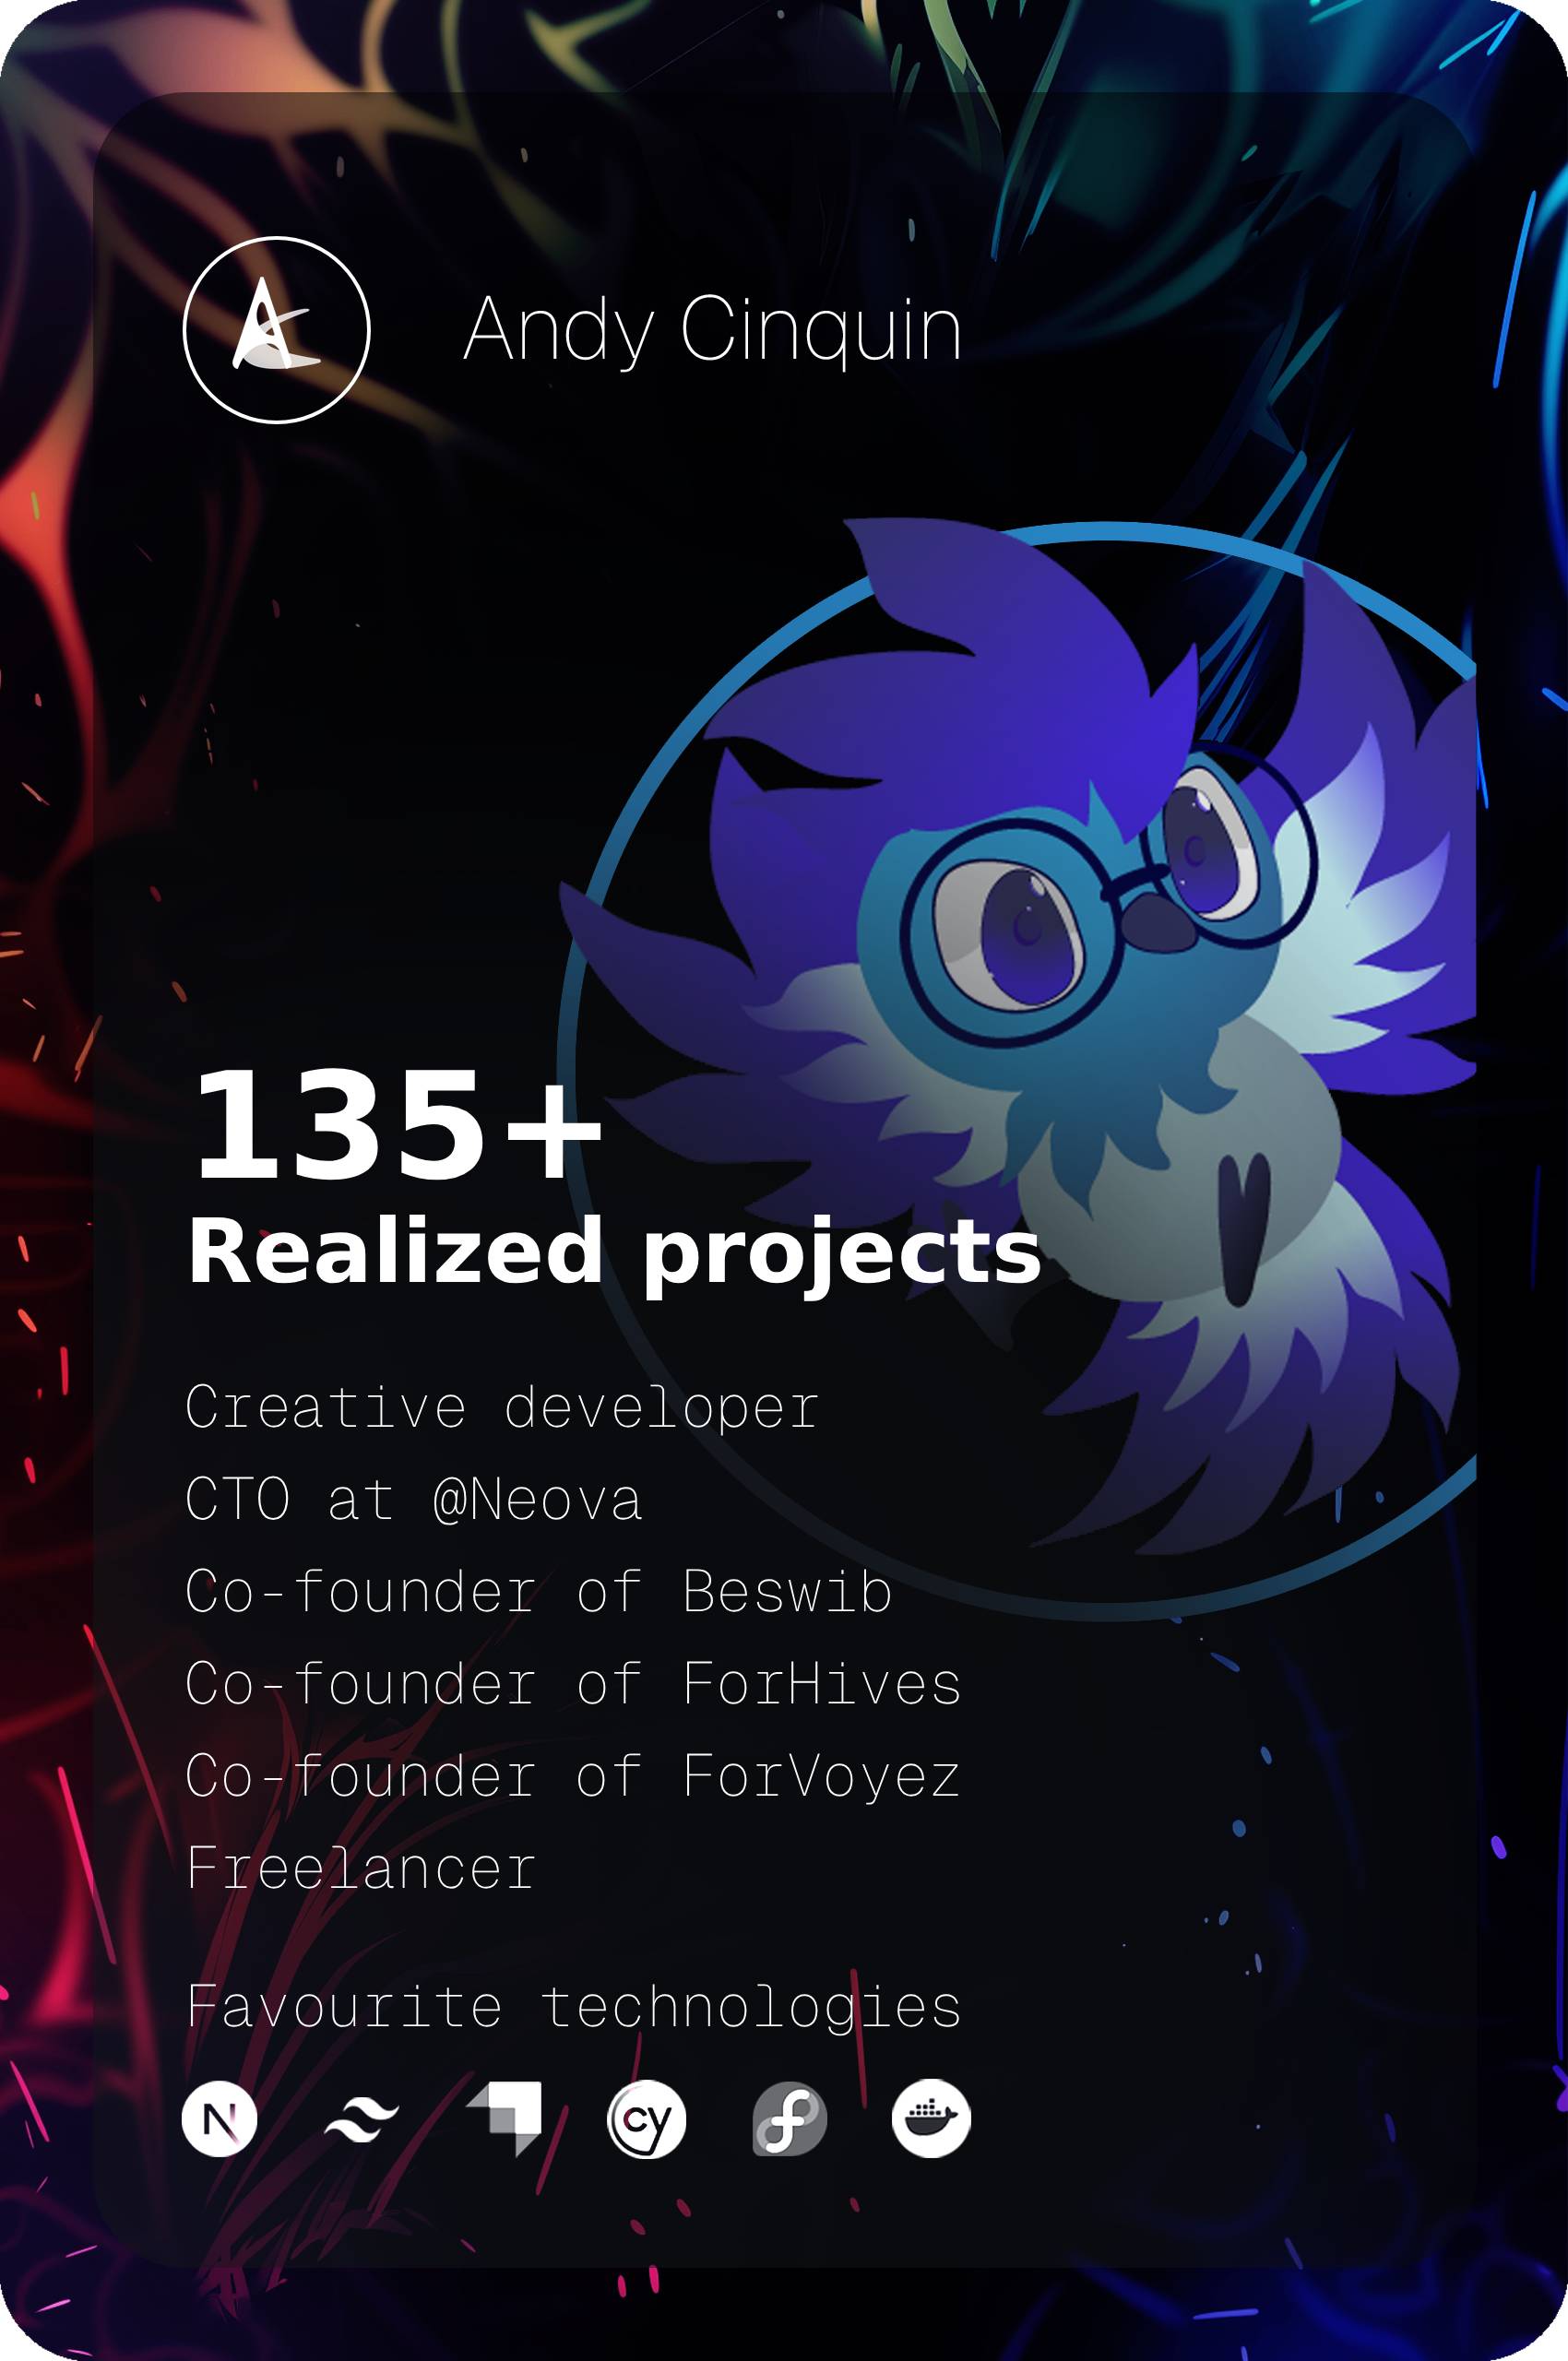 Andy Cinquin
135+
Realized projects
Creative developer
CTO at @Neova
Co-founder of Beswib
Co-founder of ForHives
Co-founder of ForVoyez
Freelancer
Favourite technologies
N cy f